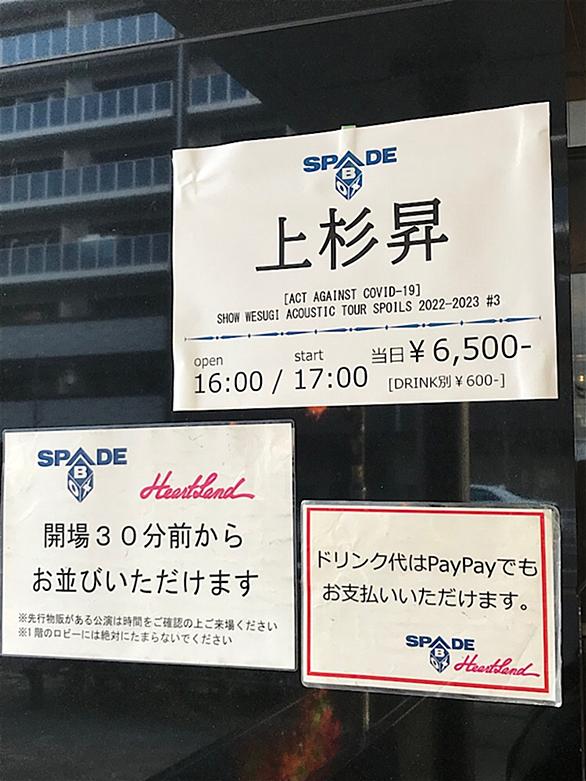 SPADE
BOX
上杉昇
[ACT AGAINST COVID-19]
SHOW WESUGI ACOUSTIC TOUR SPOILS 2022-2023 #3
open start 当日¥6,500-
16:00 / 17:00 [DRINK別¥600-]
SPADE
BOX
HeartLand
開場30分前から
お並びいただけます
※先行物販がある公演は時間をご確認の上ご来場ください
※1階のロビーには絶対にたまらないでください
ドリンク代はPayPayでも
お支払いいただけます。
SPADE
BOX
HeartLand